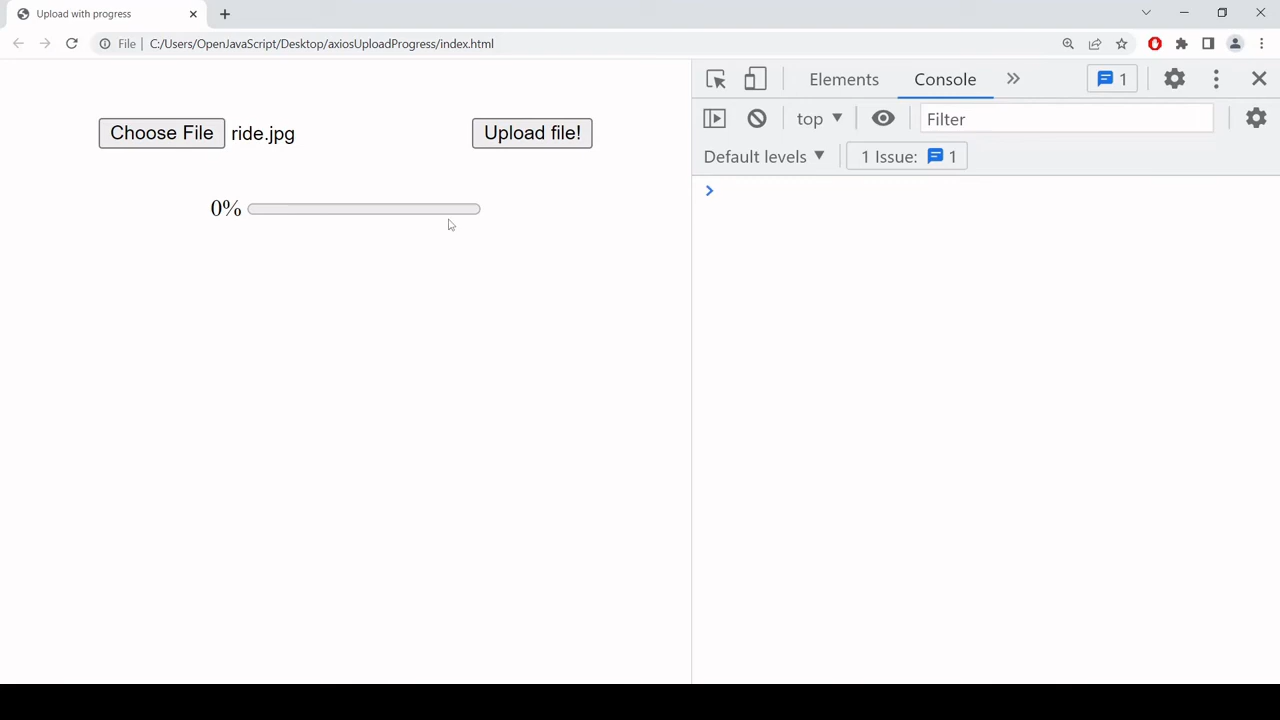 Upload with progress
File C:/Users/OpenJavaScript/Desktop/axiosUploadProgress/index.html
Elements Console 1
top Filter
Default levels 1 Issue: 1
Choose File ride.jpg Upload file!
0%